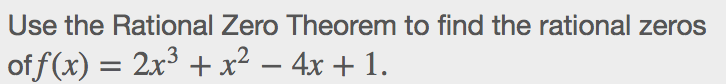 Use the Rational Zero Theorem to find the rational zeros
of f(x) = 2x³ + x² − 4x + 1.